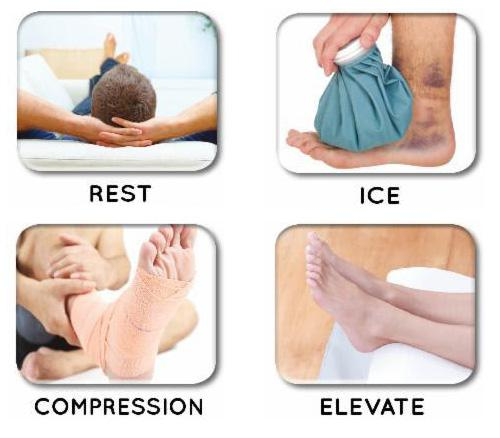 REST
ICE
COMPRESSION
ELEVATE